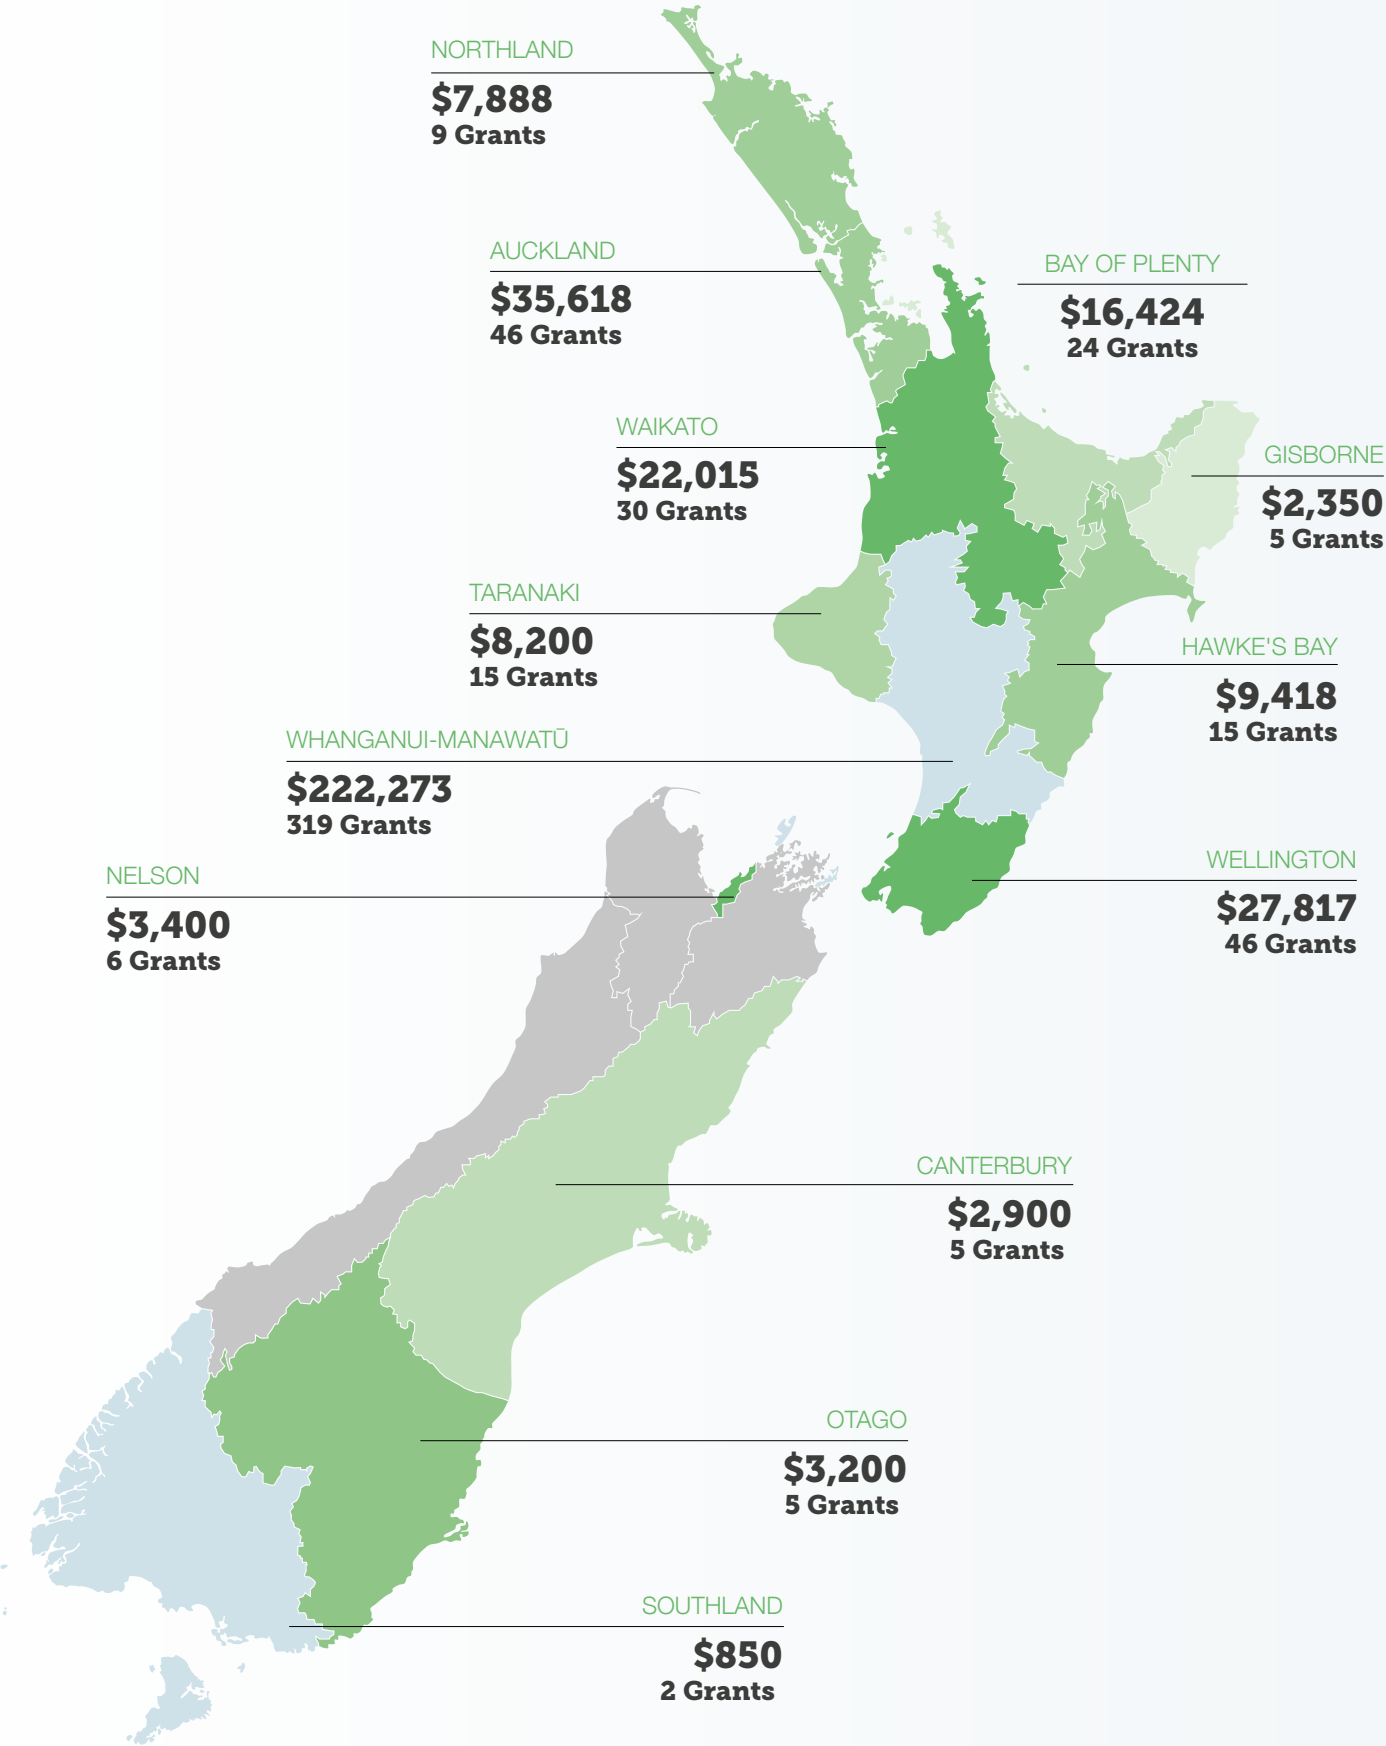 NORTHLAND
$7,888
9 Grants
AUCKLAND
$35,618
46 Grants
BAY OF PLENTY
$16,424
24 Grants
WAIKATO
$22,015
30 Grants
GISBORNE
$2,350
5 Grants
TARANAKI
$8,200
15 Grants
HAWKE'S BAY
$9,418
15 Grants
WHANGANUI-MANAWATŪ
$222,273
319 Grants
WELLINGTON
$27,817
46 Grants
NELSON
$3,400
6 Grants
CANTERBURY
$2,900
5 Grants
OTAGO
$3,200
5 Grants
SOUTHLAND
$850
2 Grants